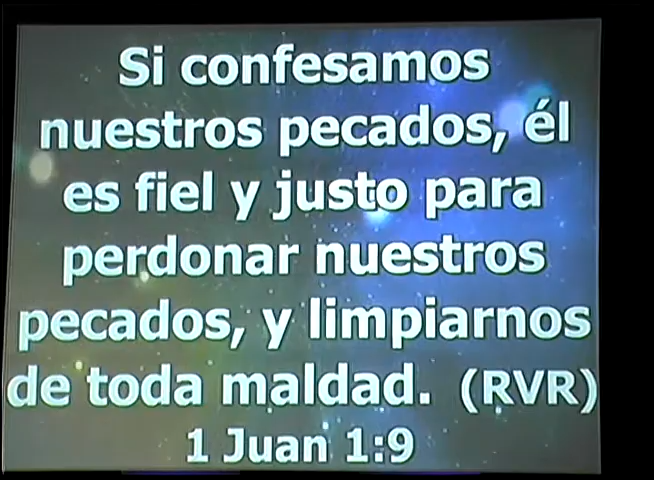 Si confesamos
nuestros pecados, él
es fiel y justo para
perdonar nuestros
pecados, y limpiarnos
de toda maldad. (RVR)
1 Juan 1:9